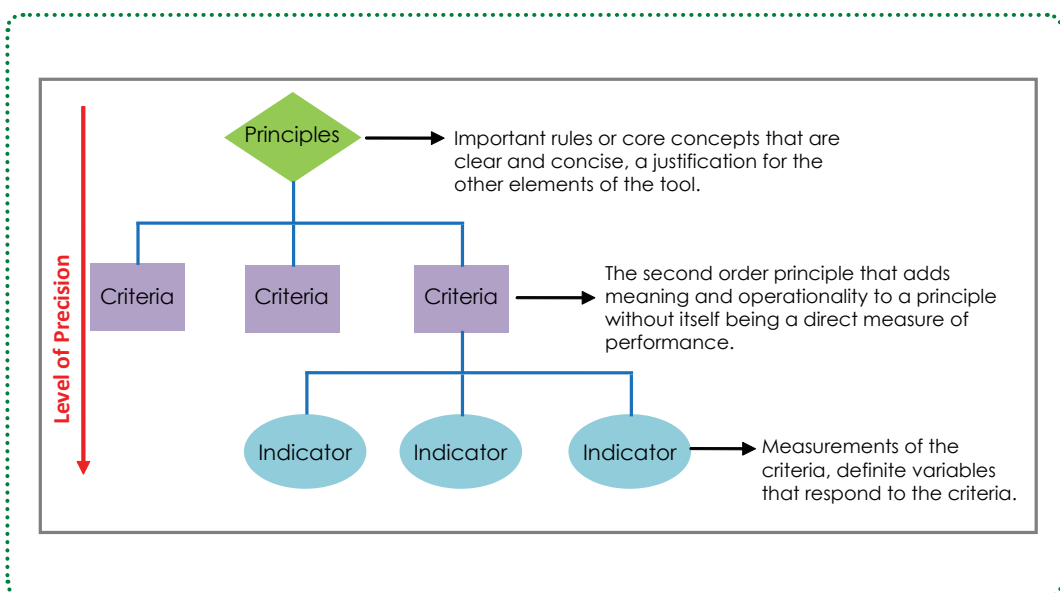 Principles
Important rules or core concepts that are
clear and concise, a justification for the
other elements of the tool.
Level of Precision
Criteria
Criteria
Criteria
The second order principle that adds
meaning and operationality to a principle
without itself being a direct measure of
performance.
Indicator
Indicator
Indicator
Measurements of the
criteria, definite variables
that respond to the criteria.